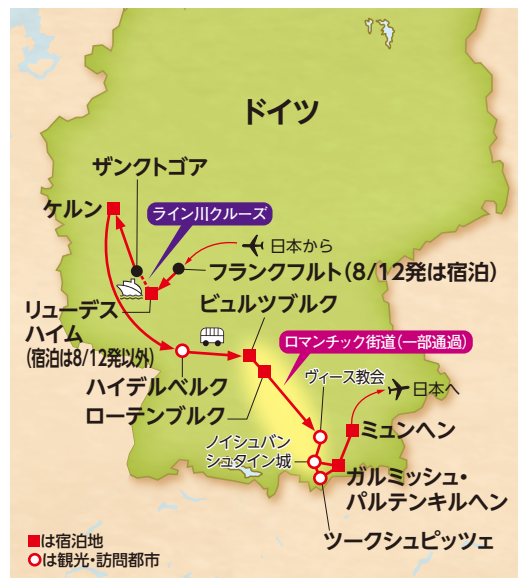 ドイツ
ザンクトゴア
ケルン
ライン川クルーズ
日本から
フランクフルト(8/12発は宿泊)
リューデス
ハイム
(宿泊は8/12発以外)
ビュルツブルク
ロマンチック街道(一部通過)
ハイデルベルク
ローテンブルク
ヴィース教会
日本へ
ミュンヘン
ノイシュバン
シュタイン城
ガルミッシュ・
パルテンキルヘン
ツークシュピッツェ
■は宿泊地
○は観光・訪問都市